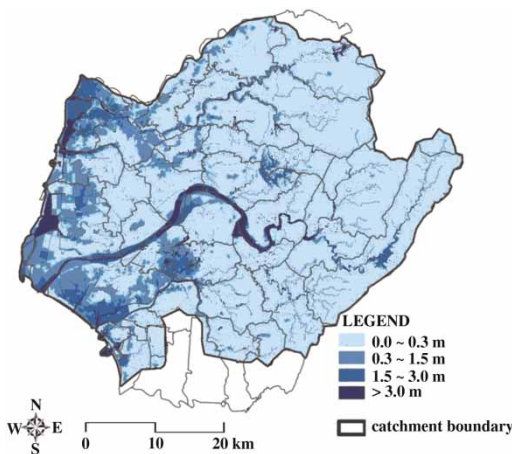 LEGEND
0.0 ~ 0.3 m
0.3 ~ 1.5 m
1.5 ~ 3.0 m
> 3.0 m
catchment boundary
N
W E
S
0 10 20 km